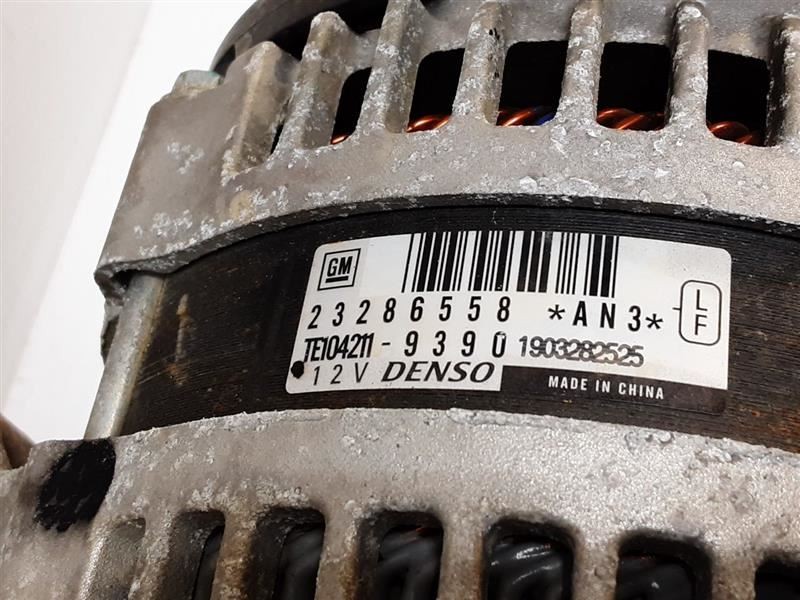 GM
23286558 *AN3* LF
TE104211-9390 1903282525
12V DENSO MADE IN CHINA